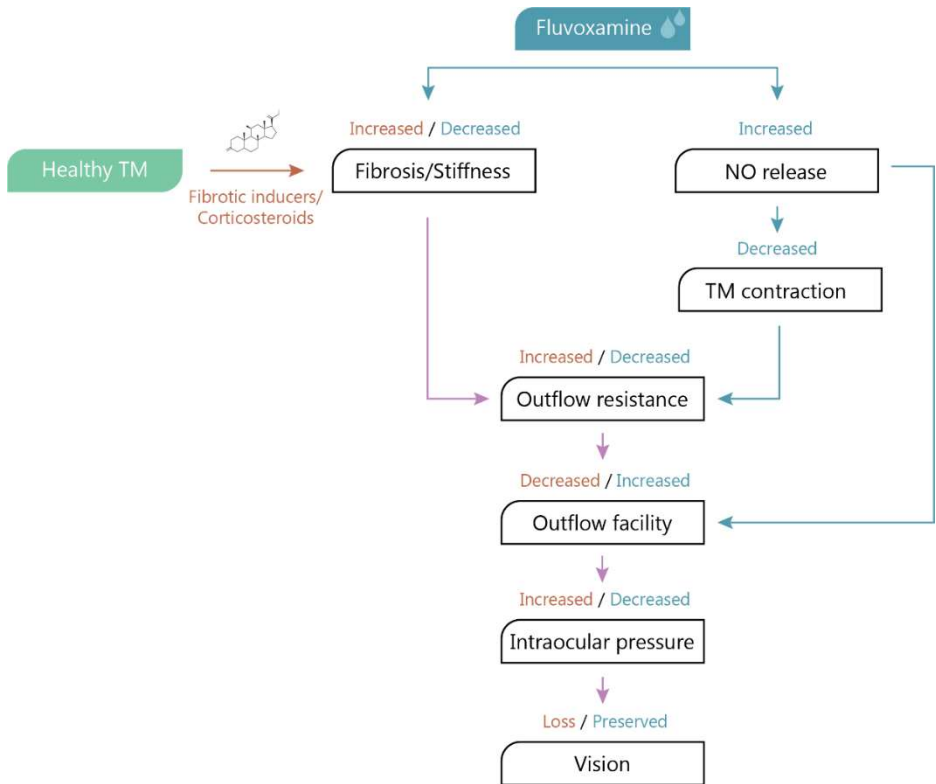 Fluvoxamine
Increased / Decreased
Increased
Healthy TM
Fibrosis/Stiffness
NO release
Fibrotic inducers/
Corticosteroids
Decreased
TM contraction
Increased / Decreased
Outflow resistance
Decreased / Increased
Outflow facility
Increased / Decreased
Intraocular pressure
Loss / Preserved
Vision